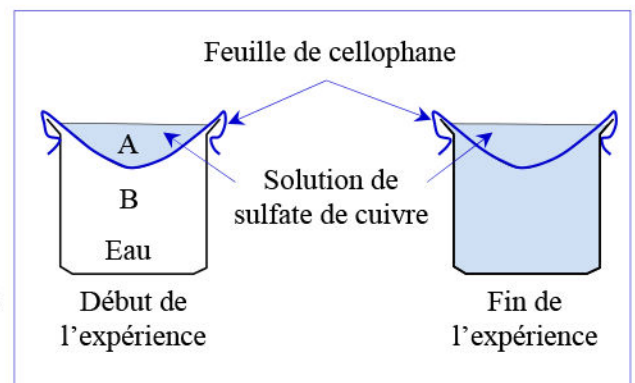 Feuille de cellophane
A
B
Eau
Solution de
sulfate de cuivre
Début de
l’expérience
Fin de
l’expérience